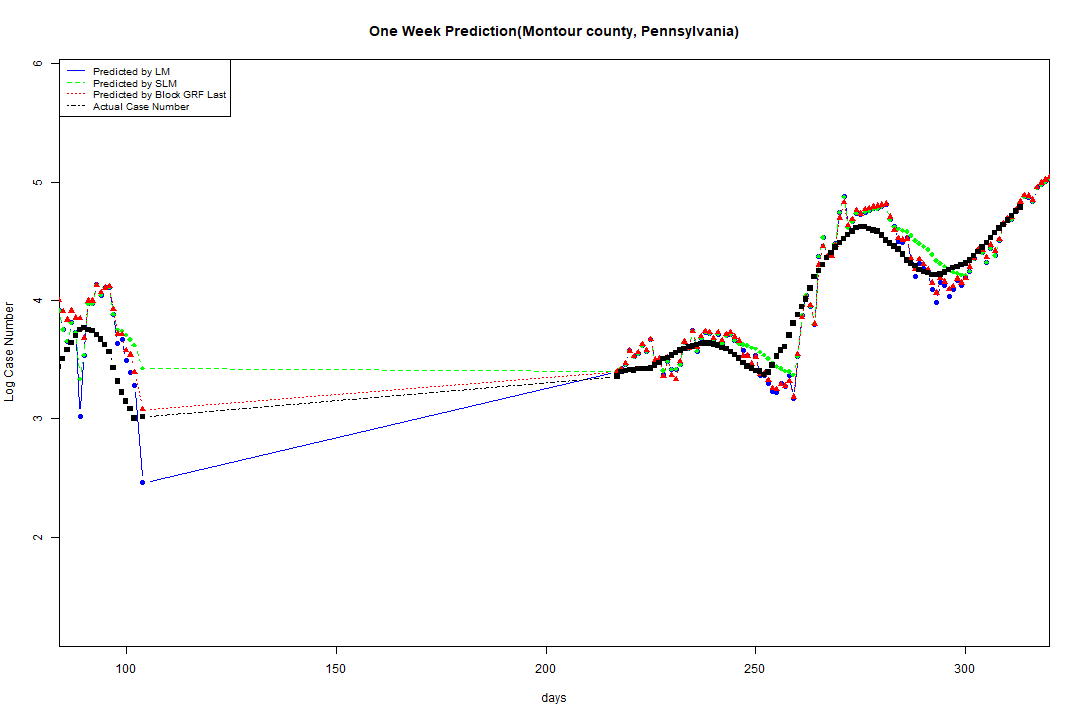 One Week Prediction(Montour county, Pennsylvania)
Predicted by LM
Predicted by SLM
Predicted by Block GRF Last
Actual Case Number
Log Case Number
6
5
4
3
2
100 150 200 250 300
days